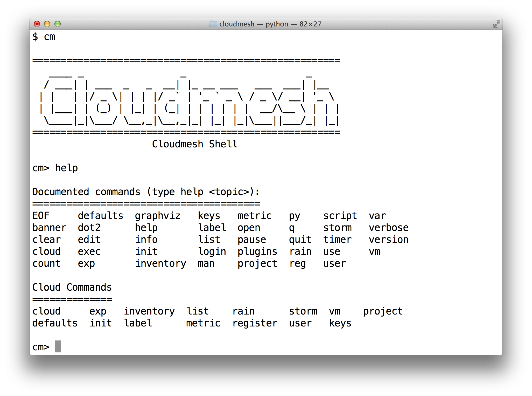 cloudmesh — python — 82×27
$ cm
=======================================================
Cloudmesh
=======================================================
Cloudmesh Shell
cm> help
Documented commands (type help <topic>):
========================================
EOF defaults graphviz keys metric py script var
banner dot2 help label open q storm verbose
clear edit info list pause quit timer version
cloud exec init login plugins rain use vm
count exp inventory man project reg user
Cloud Commands
==============
cloud exp inventory list rain storm vm project
defaults init label metric register user keys
cm>